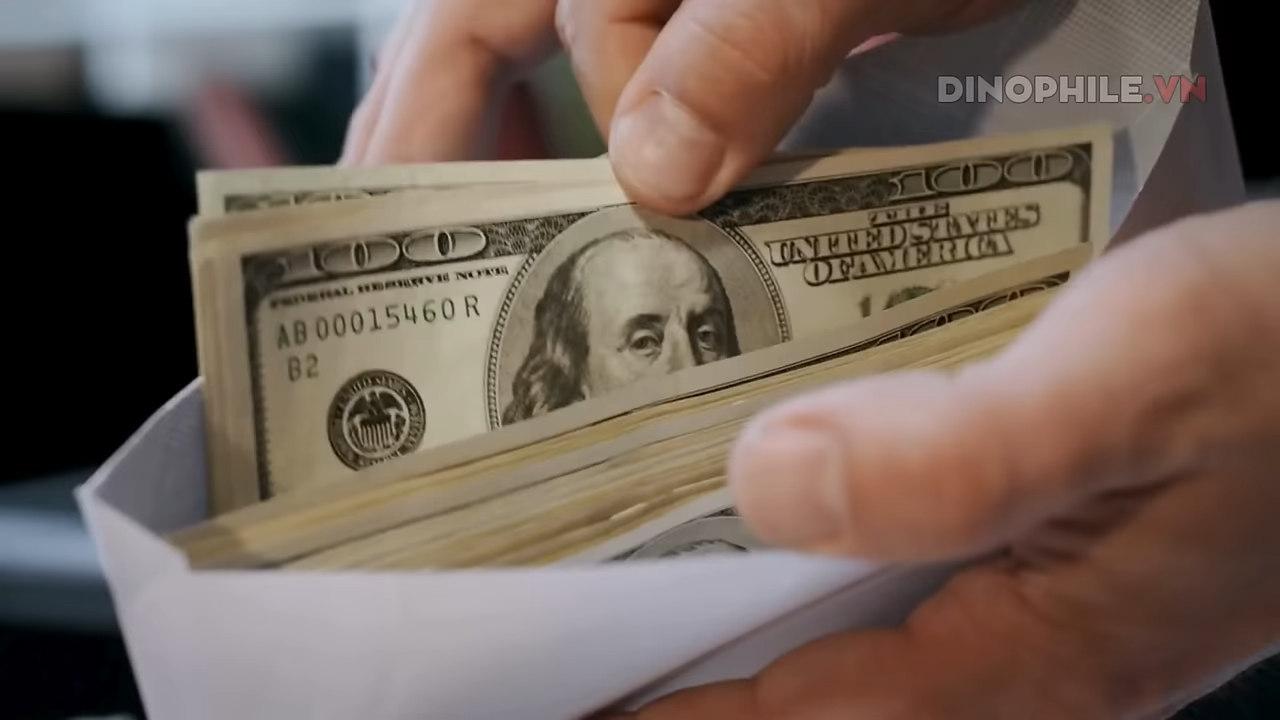 DINOPHILE.VN
100
100
FEDERAL RESERVE NOTE
THE
UNITED STATES
OF AMERICA
AB 00015460 R
B2